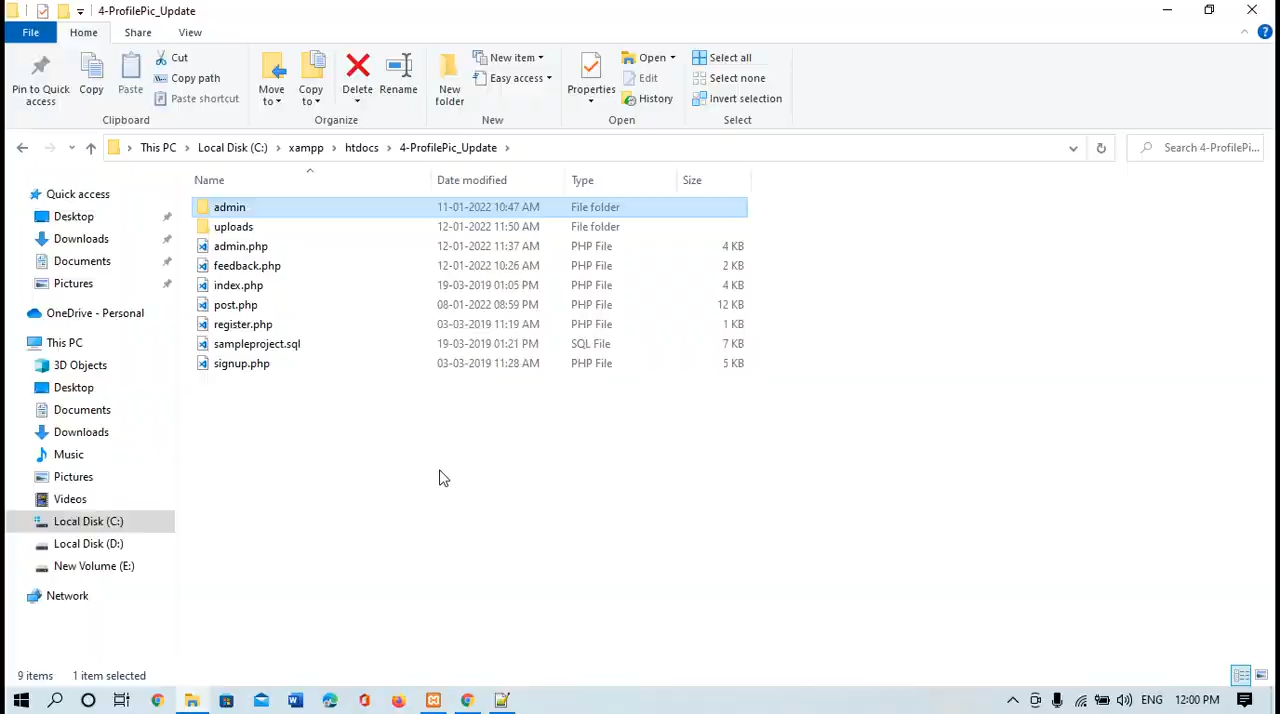 4-ProfilePic_Update
File Home Share View
Pin to Quick access
Copy
Paste
Cut
Copy path
Paste shortcut
Clipboard
Move to
Copy to
Delete
Rename
Organize
New folder
New item
Easy access
New
Properties
Open
Edit
History
Open
Select all
Select none
Invert selection
Select
This PC › Local Disk (C:) › xampp › htdocs › 4-ProfilePic_Update ›
Search 4-ProfilePi...
Quick access
Desktop
Downloads
Documents
Pictures
OneDrive - Personal
This PC
3D Objects
Desktop
Documents
Downloads
Music
Pictures
Videos
Local Disk (C:)
Local Disk (D:)
New Volume (E:)
Network
Name Date modified Type Size
admin 11-01-2022 10:47 AM File folder
uploads 12-01-2022 11:50 AM File folder
admin.php 12-01-2022 11:37 AM PHP File 4 KB
feedback.php 12-01-2022 10:26 AM PHP File 2 KB
index.php 19-03-2019 01:05 PM PHP File 4 KB
post.php 08-01-2022 08:59 PM PHP File 12 KB
register.php 03-03-2019 11:19 AM PHP File 1 KB
sampleproject.sql 19-03-2019 01:21 PM SQL File 7 KB
signup.php 03-03-2019 11:28 AM PHP File 5 KB
9 items 1 item selected
ENG 12:00 PM